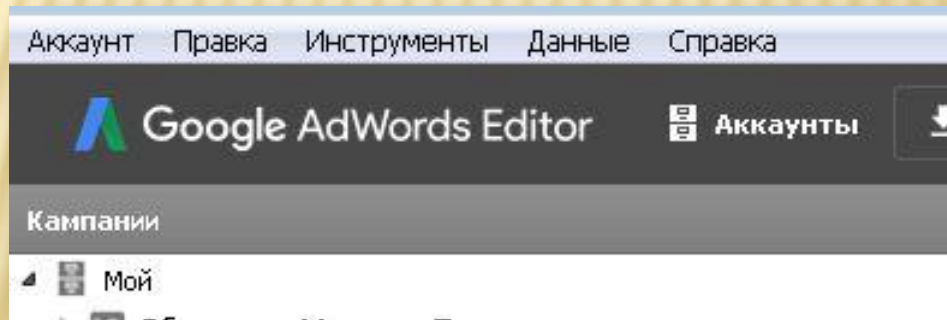 Аккаунт Правка Инструменты Данные Справка
Google AdWords Editor Аккаунты
Кампании
Мой